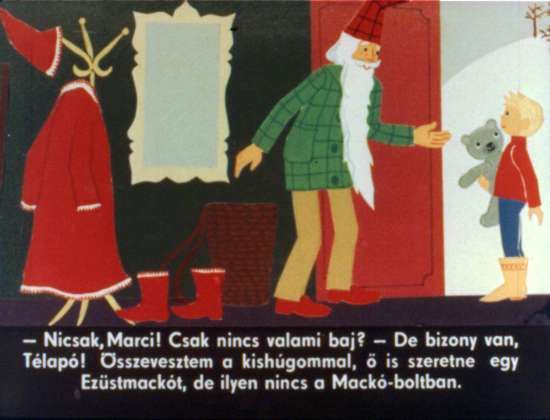 – Nicsak, Marci! Csak nincs valami baj? – De bizony van,
Télapó! Összevesztem a kishúgommal, ő is szeretne egy
Ezüstmackót, de ilyen nincs a Mackó-boltban.